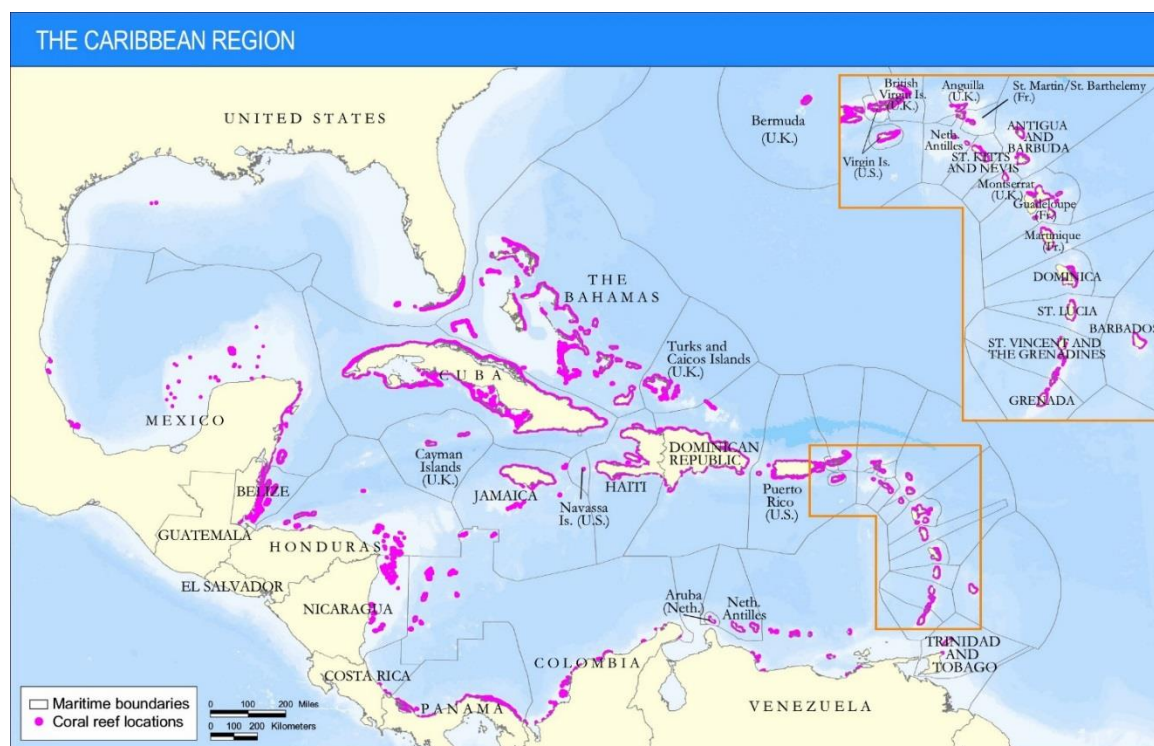 THE CARIBBEAN REGION
UNITED STATES
Bermuda
(U.K.)
British
Virgin Is.
(U.K.)
Anguilla
(U.K.)
St. Martin/St. Barthelemy
(Fr.)
Virgin Is.
(U.S.)
Neth.
Antilles
ANTIGUA
AND
BARBUDA
ST. KITTS
AND NEVIS
Montserrat
(U.K.)
Guadeloupe
(Fr.)
Martinique
(Fr.)
DOMINICA
ST. LUCIA
BARBADOS
ST. VINCENT AND
THE GRENADINES
GRENADA
THE
BAHAMAS
Turks and
Caicos Islands
(U.K.)
CUBA
MEXICO
Cayman
Islands
(U.K.)
JAMAICA
Navassa
Is. (U.S.)
HAITI
DOMINICAN
REPUBLIC
Puerto
Rico
(U.S.)
BELIZE
GUATEMALA
HONDURAS
EL SALVADOR
NICARAGUA
Aruba
(Neth.)
Neth.
Antilles
TRINIDAD
AND
TOBAGO
COSTA RICA
PANAMA
COLOMBIA
VENEZUELA
Maritime boundaries
Coral reef locations
0 100 200 Miles
0 100 200 Kilometers